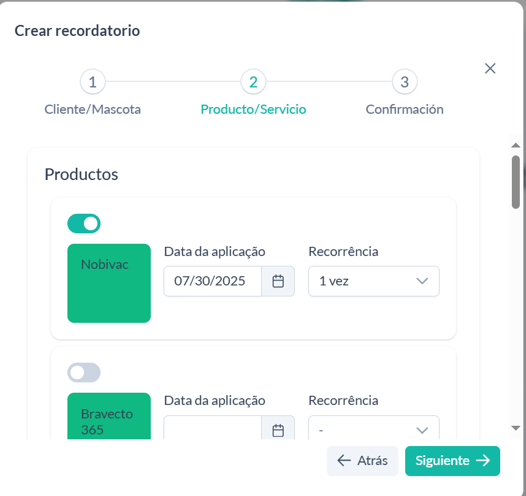 Crear recordatorio
1
2
3
Cliente/Mascota
Producto/Servicio
Confirmación
Productos
Nobivac
Data da aplicação
Recorrência
07/30/2025
1 vez
Bravecto
365
Data da aplicação
Recorrência
-
Atrás
Siguiente